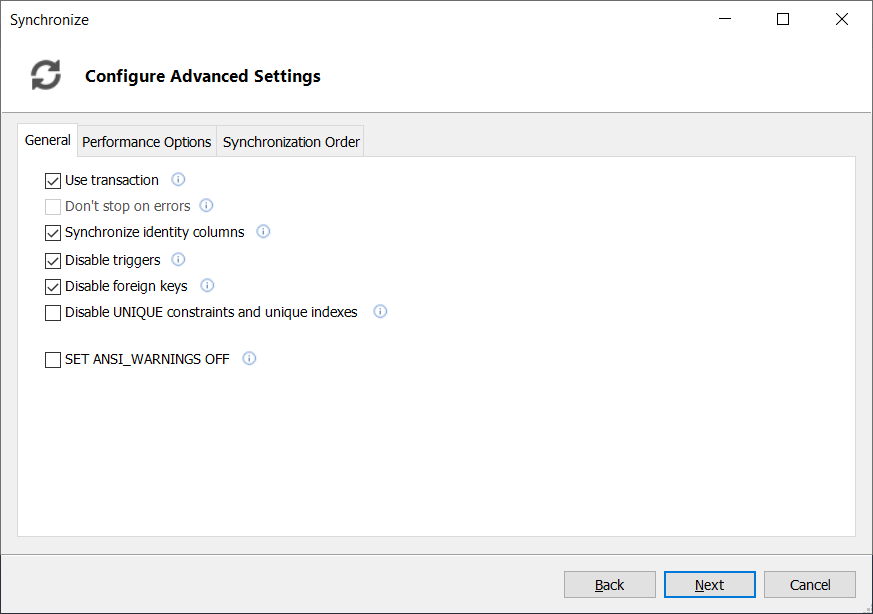 Synchronize
Configure Advanced Settings
General Performance Options Synchronization Order
Use transaction
Don't stop on errors
Synchronize identity columns
Disable triggers
Disable foreign keys
Disable UNIQUE constraints and unique indexes
SET ANSI_WARNINGS OFF
Back Next Cancel